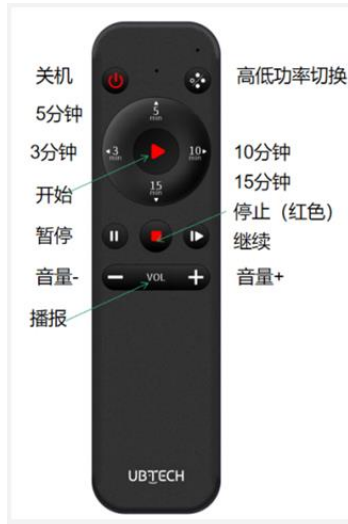 关机
高低功率切换
5分钟
5
min
3分钟
3
min
10
min
10分钟
15
min
15分钟
开始
停止（红色）
暂停
继续
音量-
VOL
音量+
播报
UBTECH